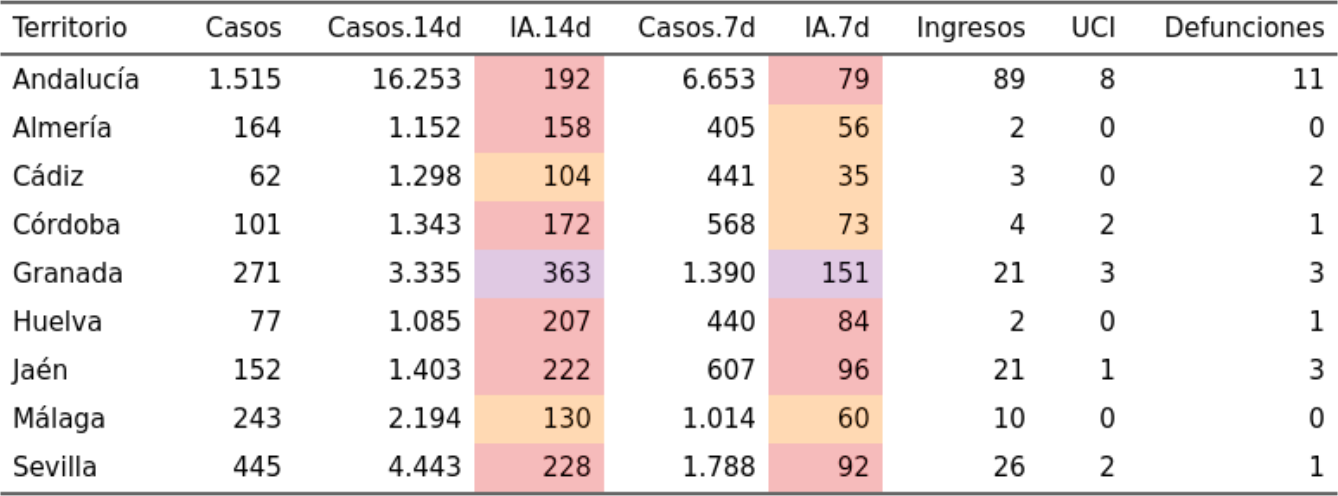 Territorio Casos Casos.14d IA.14d Casos.7d IA.7d Ingresos UCI Defunciones
Andalucía 1.515 16.253 192 6.653 79 89 8 11
Almería 164 1.152 158 405 56 2 0 0
Cádiz 62 1.298 104 441 35 3 0 2
Córdoba 101 1.343 172 568 73 4 2 1
Granada 271 3.335 363 1.390 151 21 3 3
Huelva 77 1.085 207 440 84 2 0 1
Jaén 152 1.403 222 607 96 21 1 3
Málaga 243 2.194 130 1.014 60 10 0 0
Sevilla 445 4.443 228 1.788 92 26 2 1